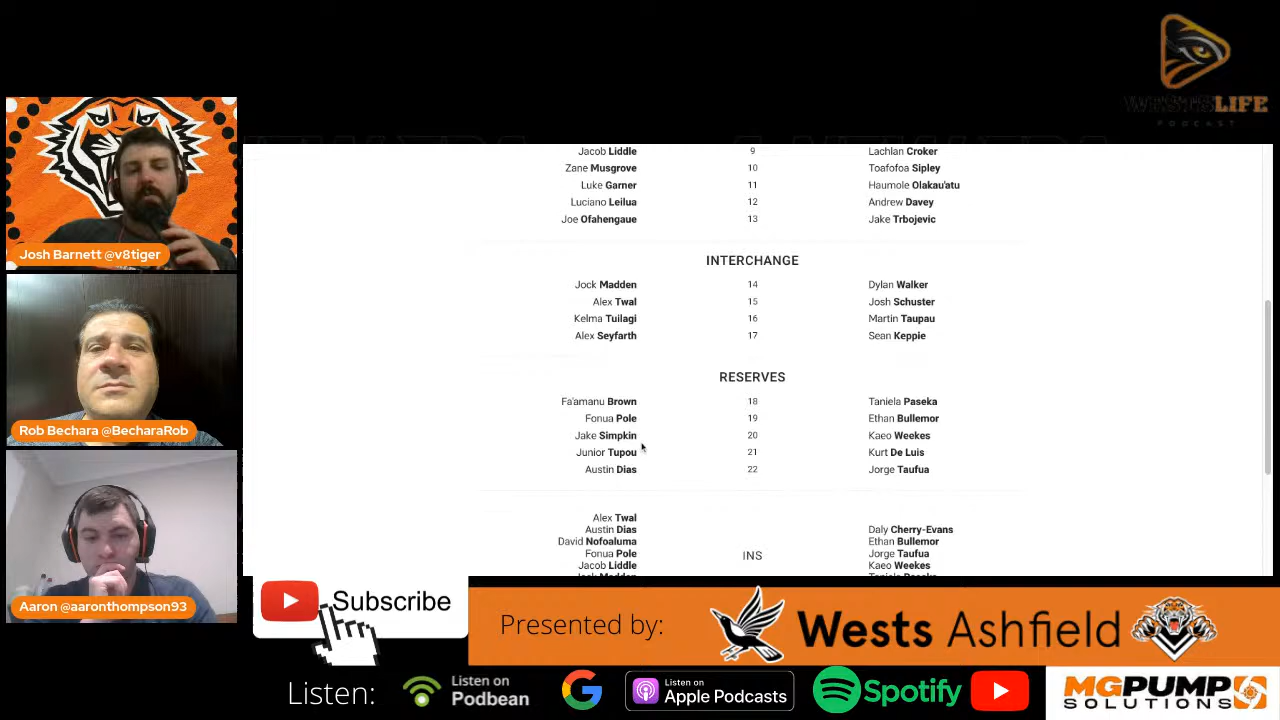 WESTSLIFE
PODCAST
Jacob Liddle 9 Lachlan Croker
Zane Musgrove 10 Toafofoa Sipley
Luke Garner 11 Haumole Olakau'atu
Luciano Leilua 12 Andrew Davey
Joe Ofahengaue 13 Jake Trbojevic
INTERCHANGE
Jock Madden 14 Dylan Walker
Alex Twal 15 Josh Schuster
Kelma Tuilagi 16 Martin Taupau
Alex Seyfarth 17 Sean Keppie
RESERVES
Fa'amanu Brown 18 Taniela Paseka
Fonua Pole 19 Ethan Bullemor
Jake Simpkin 20 Kaeo Weekes
Junior Tupou 21 Kurt De Luis
Austin Dias 22 Jorge Taufua
Alex Twal
Austin Dias Daly Cherry-Evans
David Nofoaluma Ethan Bullemor
Fonua Pole INS Jorge Taufua
Jacob Liddle Kaeo Weekes
Josh Barnett @v8tiger
Rob Bechara @BecharaRob
Aaron @aaronthompson93
Subscribe
Presented by:
Wests Ashfield
Listen:
Listen on
Podbean
Listen on
Apple Podcasts
Spotify
MGPUMP
SOLUTIONS